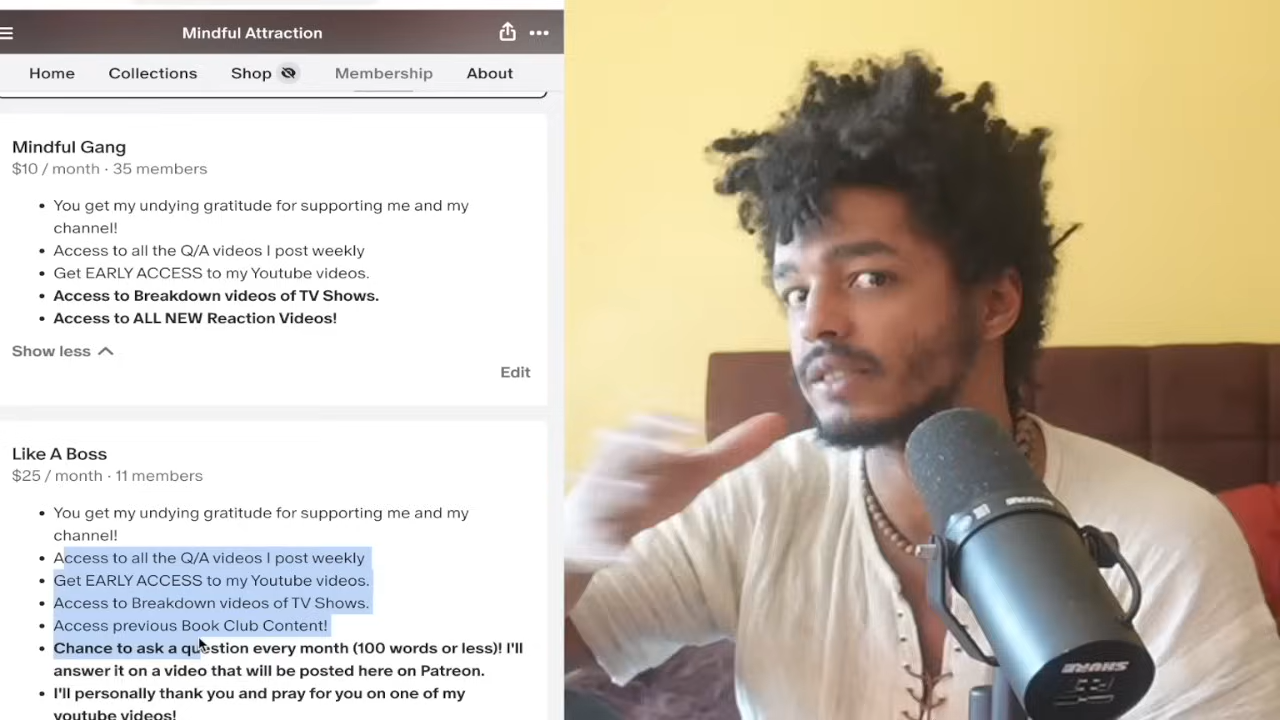 Mindful Attraction
Home Collections Shop Membership About
Mindful Gang
$10 / month · 35 members
• You get my undying gratitude for supporting me and my
channel!
• Access to all the Q/A videos I post weekly
• Get EARLY ACCESS to my Youtube videos.
• Access to Breakdown videos of TV Shows.
• Access to ALL NEW Reaction Videos!
Show less
Edit
Like A Boss
$25 / month · 11 members
• You get my undying gratitude for supporting me and my
channel!
• Access to all the Q/A videos I post weekly
• Get EARLY ACCESS to my Youtube videos.
• Access to Breakdown videos of TV Shows.
• Access previous Book Club Content!
• Chance to ask a question every month (100 words or less)! I'll
answer it on a video that will be posted here on Patreon.
• I'll personally thank you and pray for you on one of my
youtube videos!
SHURE